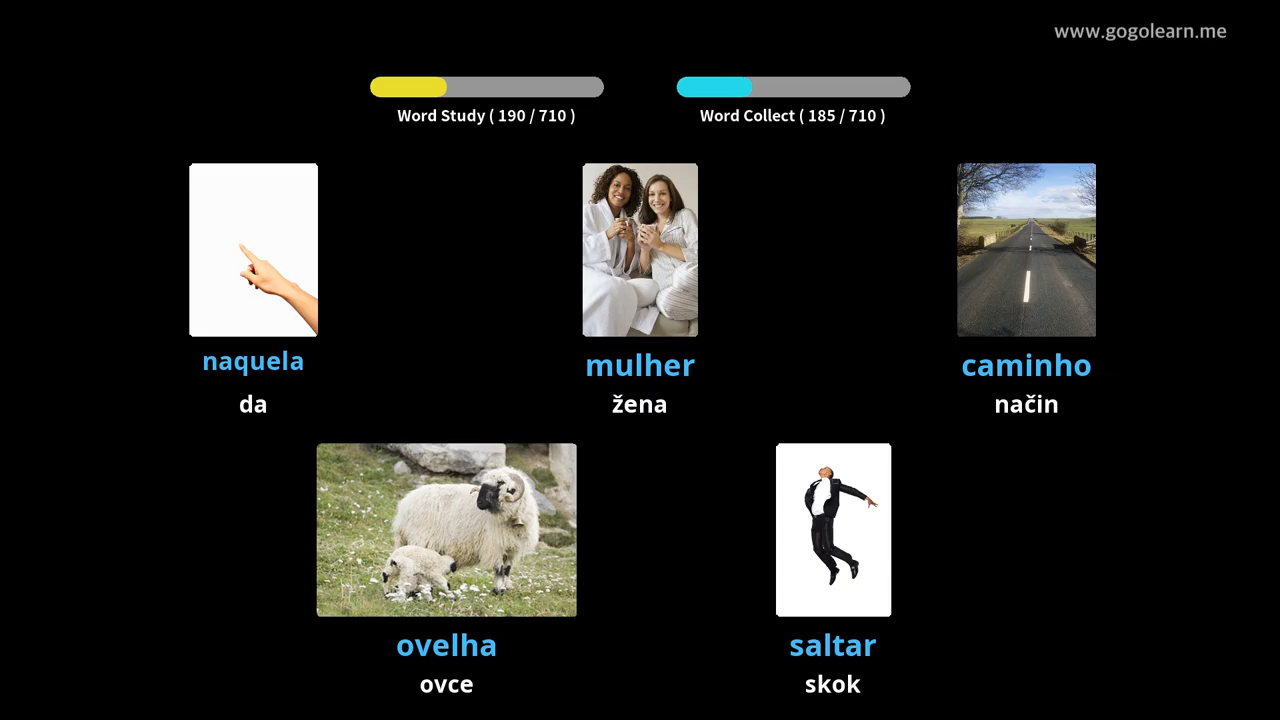 www.gogolearn.me
Word Study ( 190 / 710 )
Word Collect ( 185 / 710 )
naquela
da
mulher
žena
caminho
način
ovelha
ovce
saltar
skok